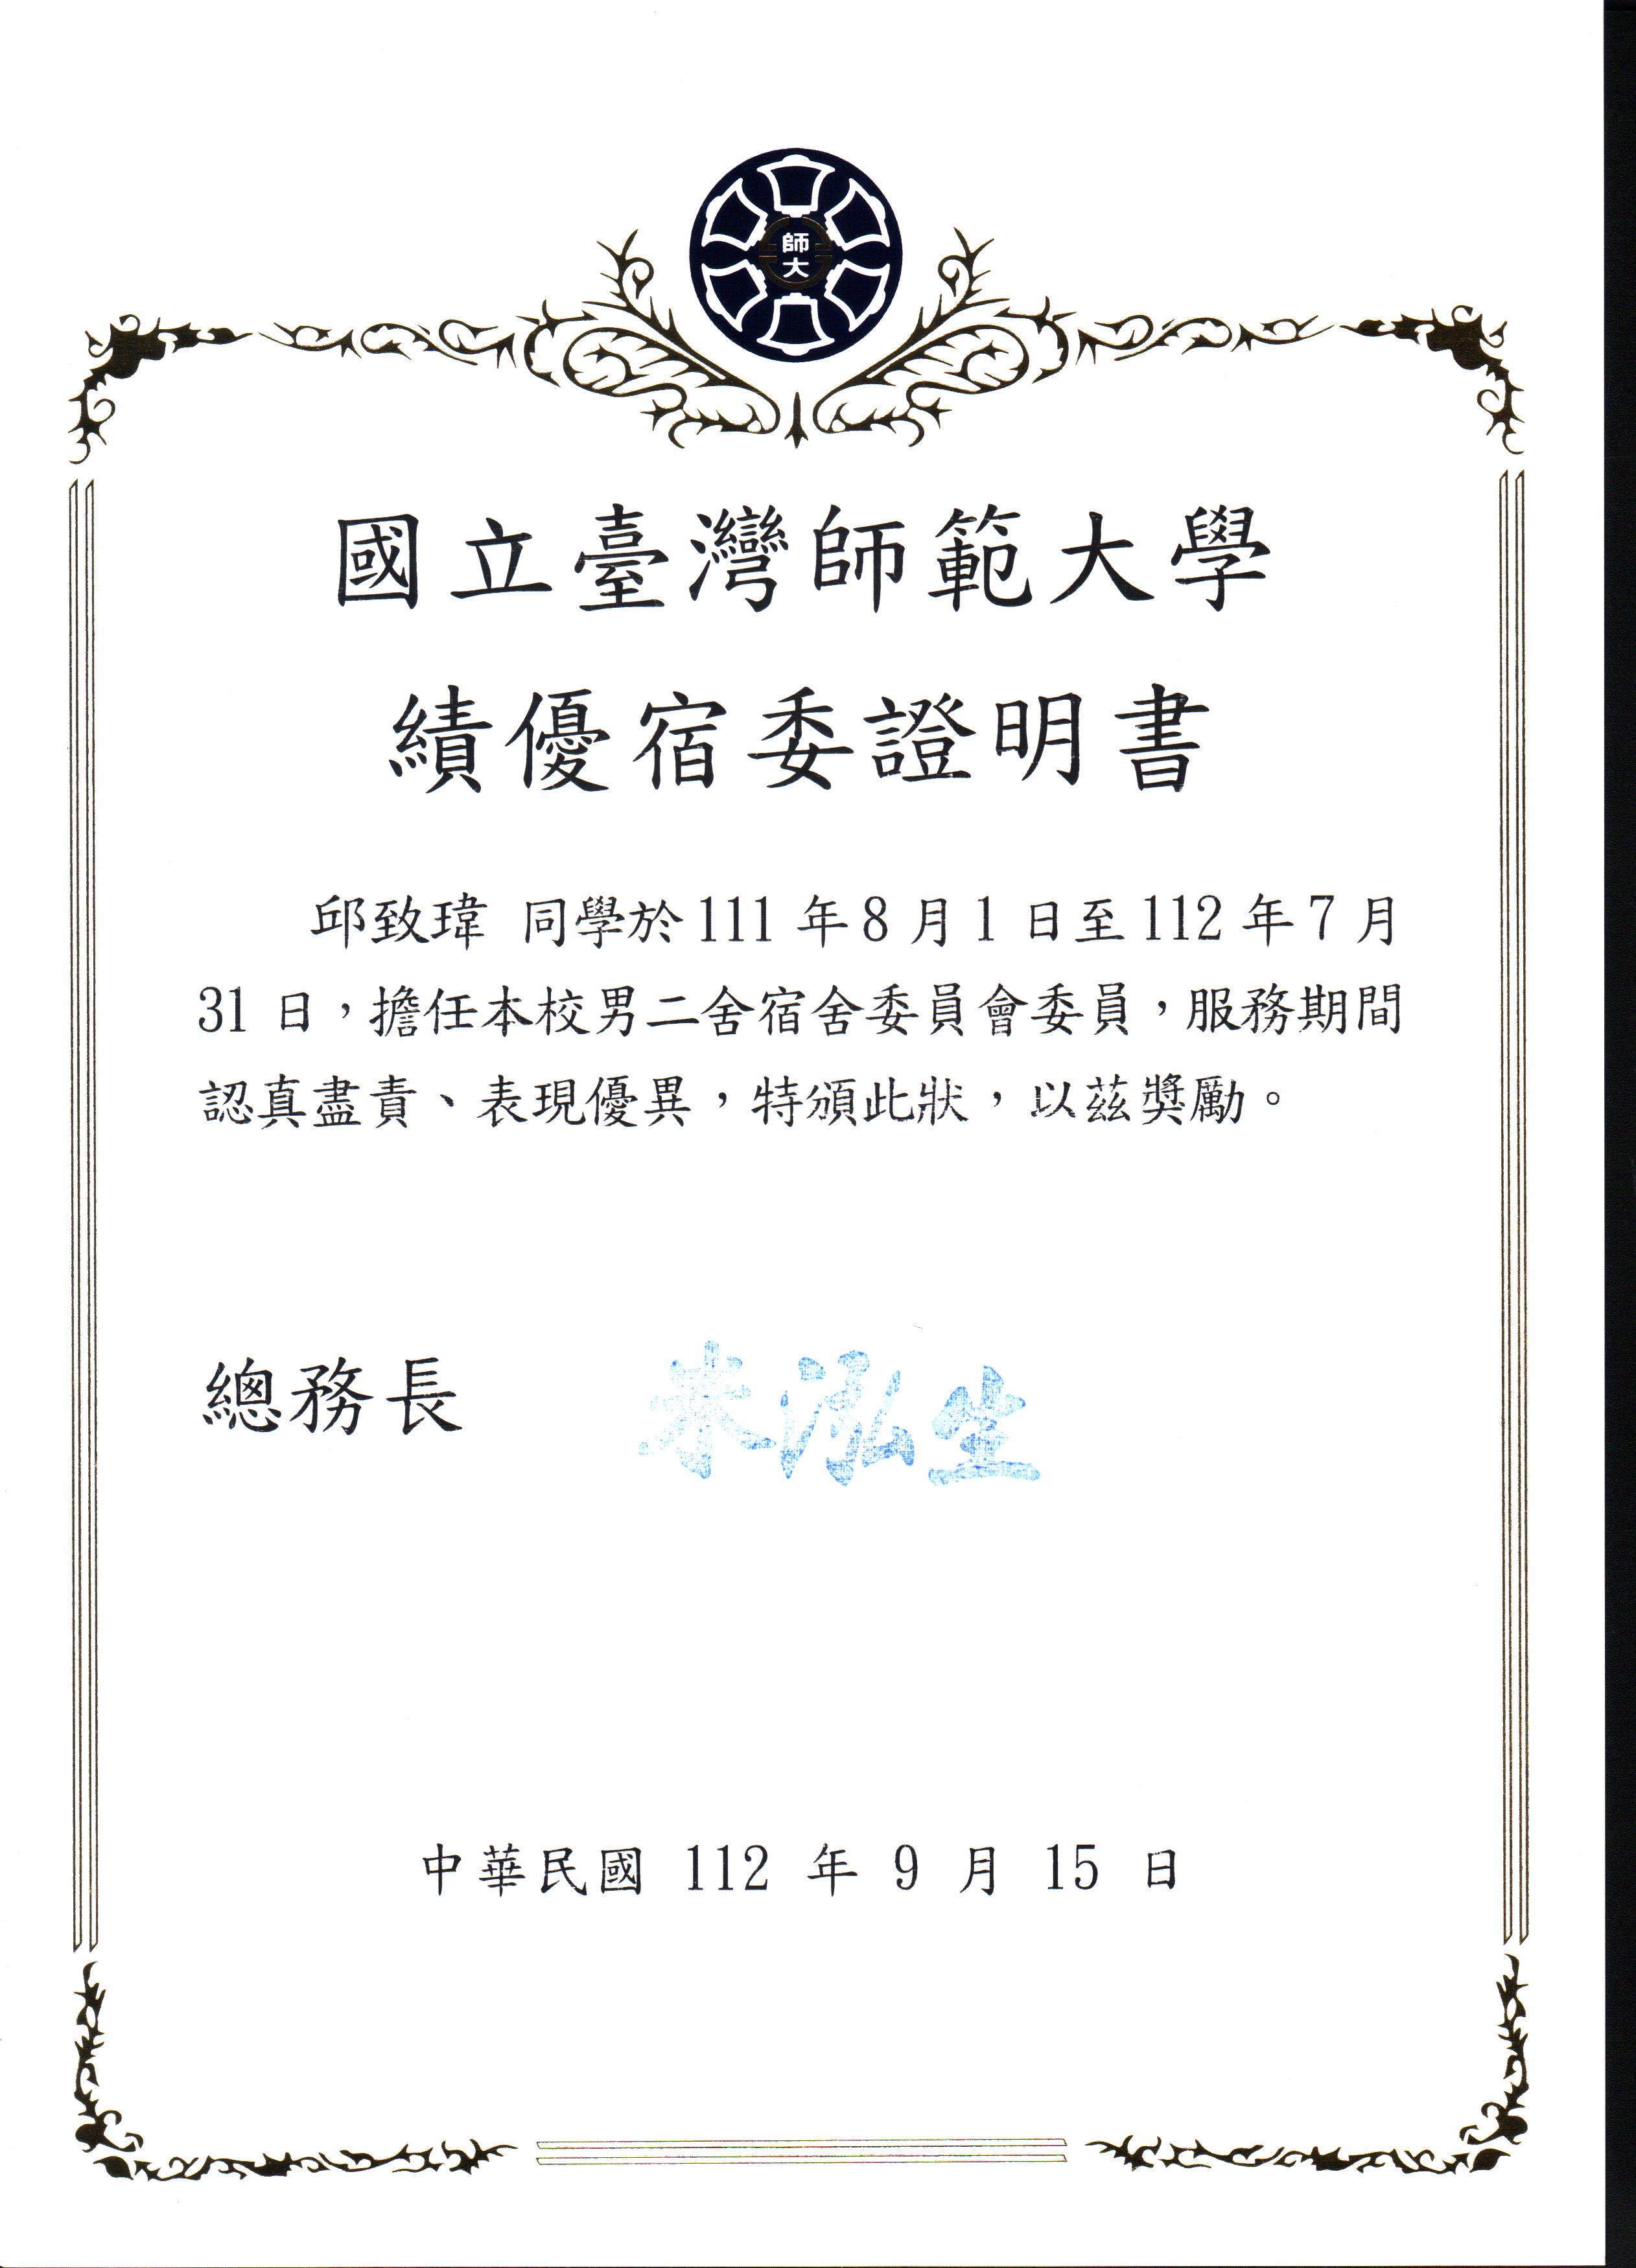 師
大
國立臺灣師範大學
績優宿委證明書
邱致瑋 同學於111 年8 月1 日至112 年7 月
31 日，擔任本校男二舍宿舍委員會委員，服務期間
認真盡責、表現優異，特頒此狀，以茲獎勵。
總務長 米泓生
中華民國 112 年 9 月 15 日